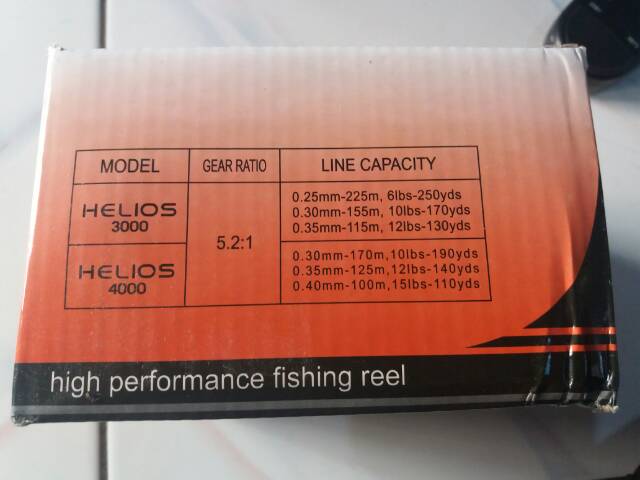 MODEL GEAR RATIO LINE CAPACITY
HELIOS
3000
5.2:1
0.25mm-225m, 6lbs-250yds
0.30mm-155m, 10lbs-170yds
0.35mm-115m, 12lbs-130yds
HELIOS
4000
0.30mm-170m,10lbs-190yds
0.35mm-125m,12lbs-140yds
0.40mm-100m,15lbs-110yds
high performance fishing reel